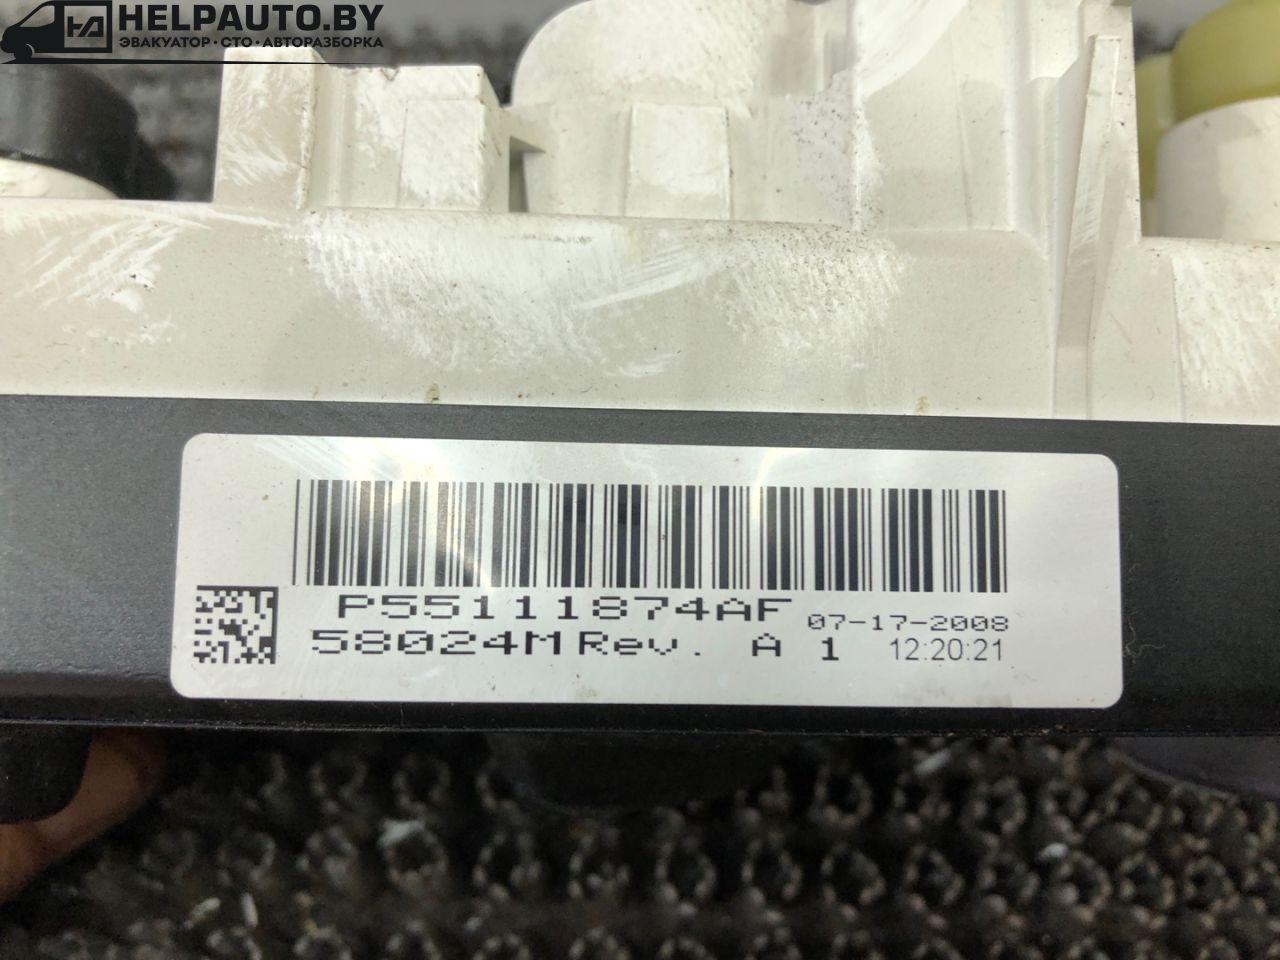 HELPAUTO.BY
ЭВАКУАТОР·СТО·АВТОРАЗБОРКА
P55111874AF 07-17-2008
58024M Rev. A 1 12:20:21